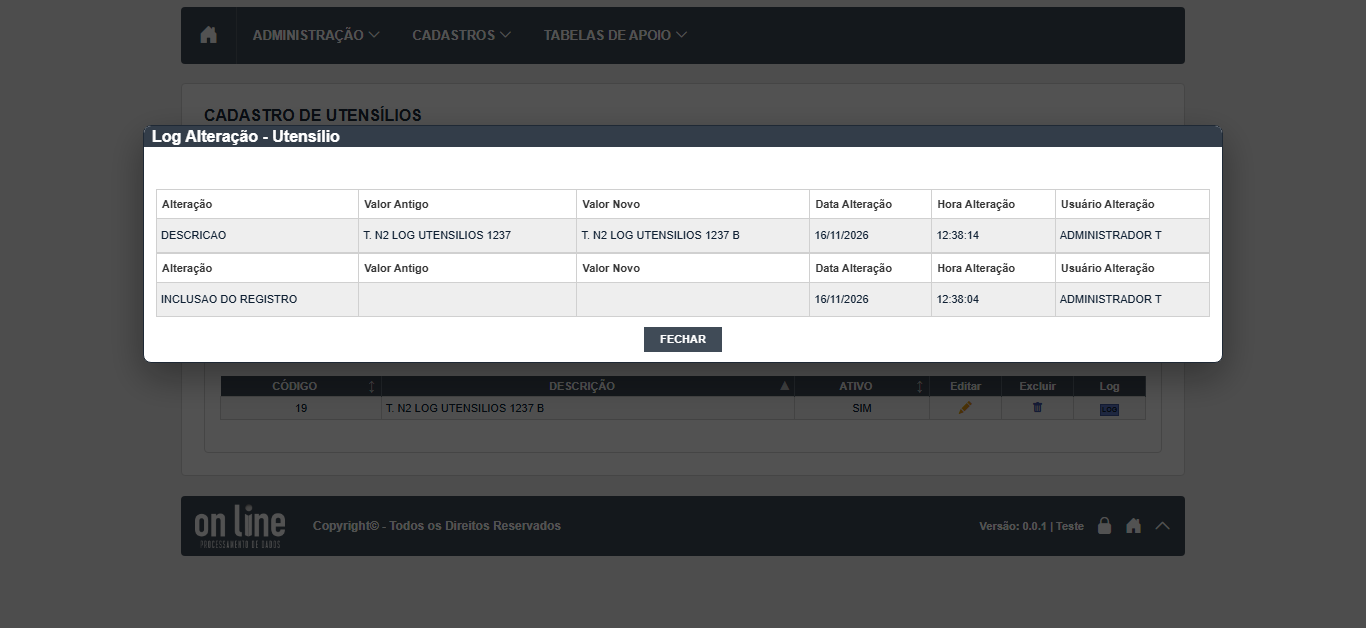 ADMINISTRAÇÃO CADASTROS TABELAS DE APOIO
CADASTRO DE UTENSÍLIOS
Log Alteração - Utensílio
Alteração Valor Antigo Valor Novo Data Alteração Hora Alteração Usuário Alteração
DESCRICAO T. N2 LOG UTENSILIOS 1237 T. N2 LOG UTENSILIOS 1237 B 16/11/2026 12:38:14 ADMINISTRADOR T
Alteração Valor Antigo Valor Novo Data Alteração Hora Alteração Usuário Alteração
INCLUSAO DO REGISTRO 16/11/2026 12:38:04 ADMINISTRADOR T
FECHAR
CÓDIGO DESCRIÇÃO ATIVO Editar Excluir Log
19 T. N2 LOG UTENSILIOS 1237 B SIM LOG
on line
PROCESSAMENTO DE DADOS
Copyright© - Todos os Direitos Reservados
Versão: 0.0.1 | Teste